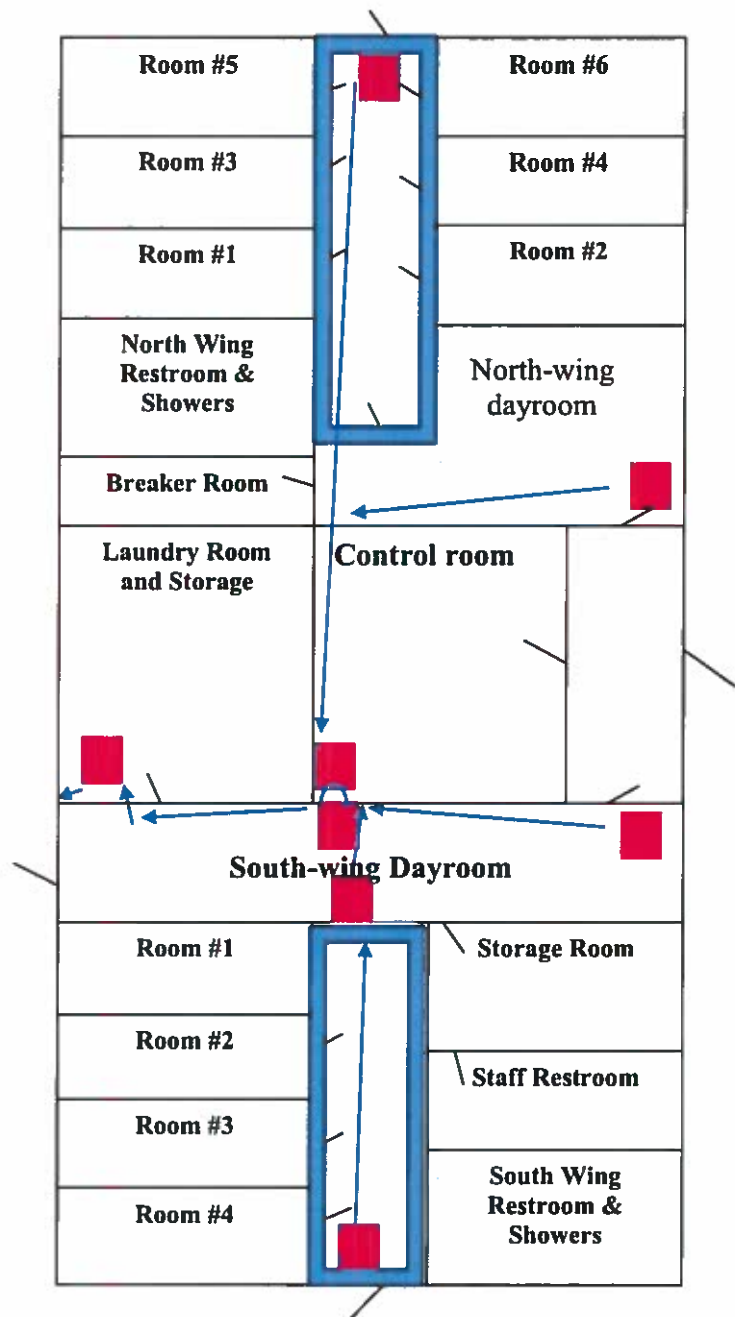 Room #5
Room #6
Room #3
Room #4
Room #1
Room #2
North Wing
Restroom &
Showers
North-wing
dayroom
Breaker Room
Laundry Room
and Storage
Control room
South-wing Dayroom
Room #1
Storage Room
Room #2
Staff Restroom
Room #3
South Wing
Restroom &
Showers
Room #4